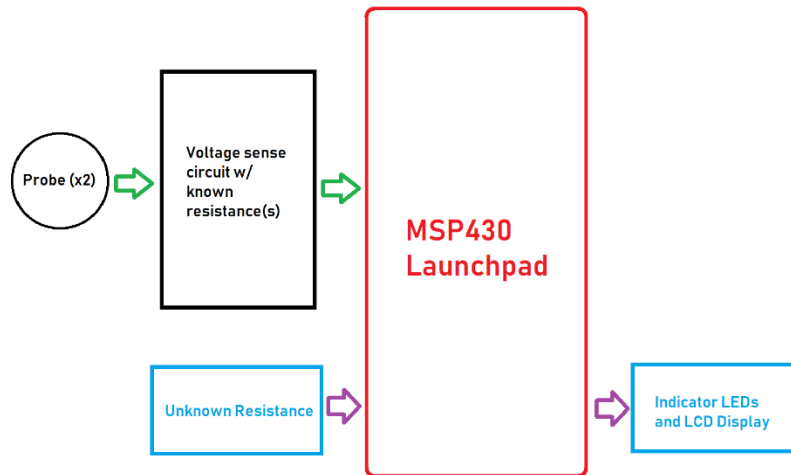 Probe (x2)
Voltage sense
circuit w/
known
resistance(s)
MSP430
Launchpad
Unknown Resistance
Indicator LEDs
and LCD Display